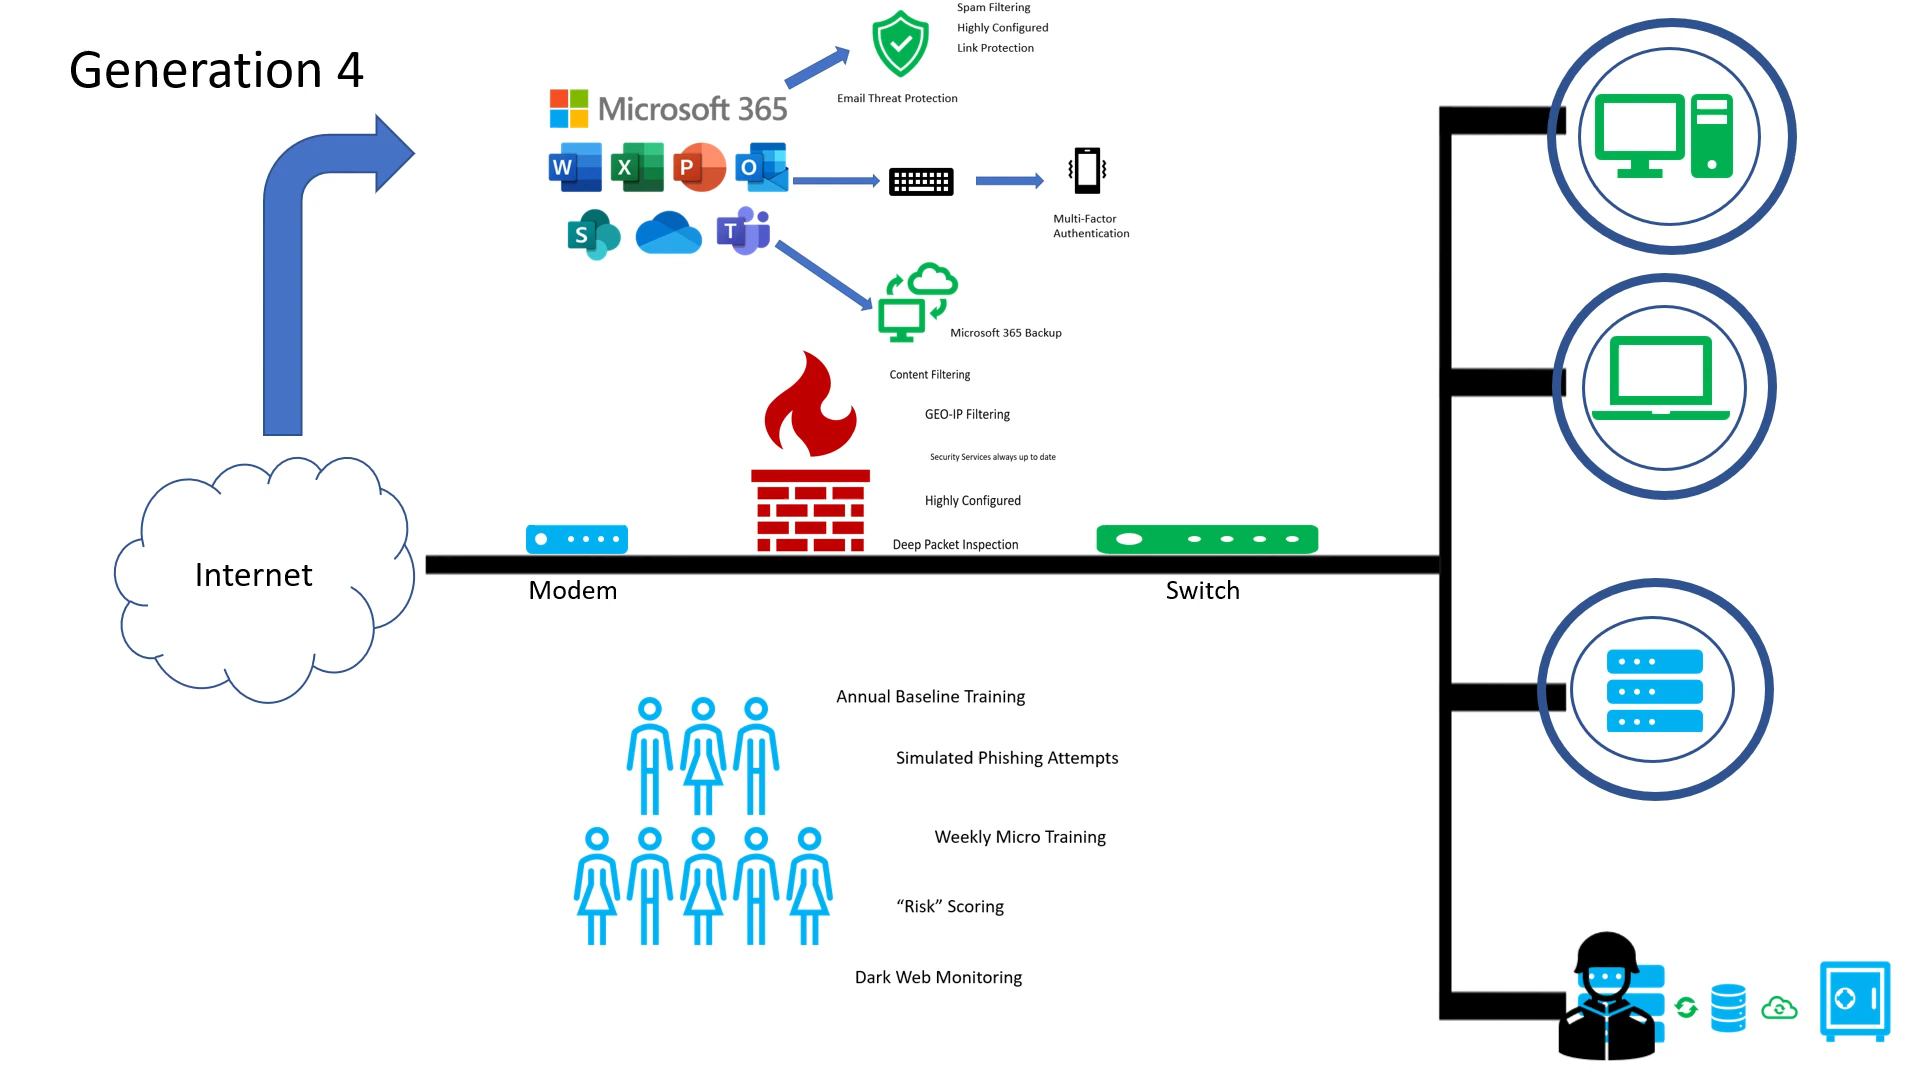 Generation 4
Spam Filtering
Highly Configured
Link Protection
Email Threat Protection
Microsoft 365
W
X
P
O
S
T
Multi-Factor
Authentication
Microsoft 365 Backup
Content Filtering
GEO-IP Filtering
Security Services always up to date
Highly Configured
Deep Packet Inspection
Internet
Modem
Switch
Annual Baseline Training
Simulated Phishing Attempts
Weekly Micro Training
“Risk” Scoring
Dark Web Monitoring